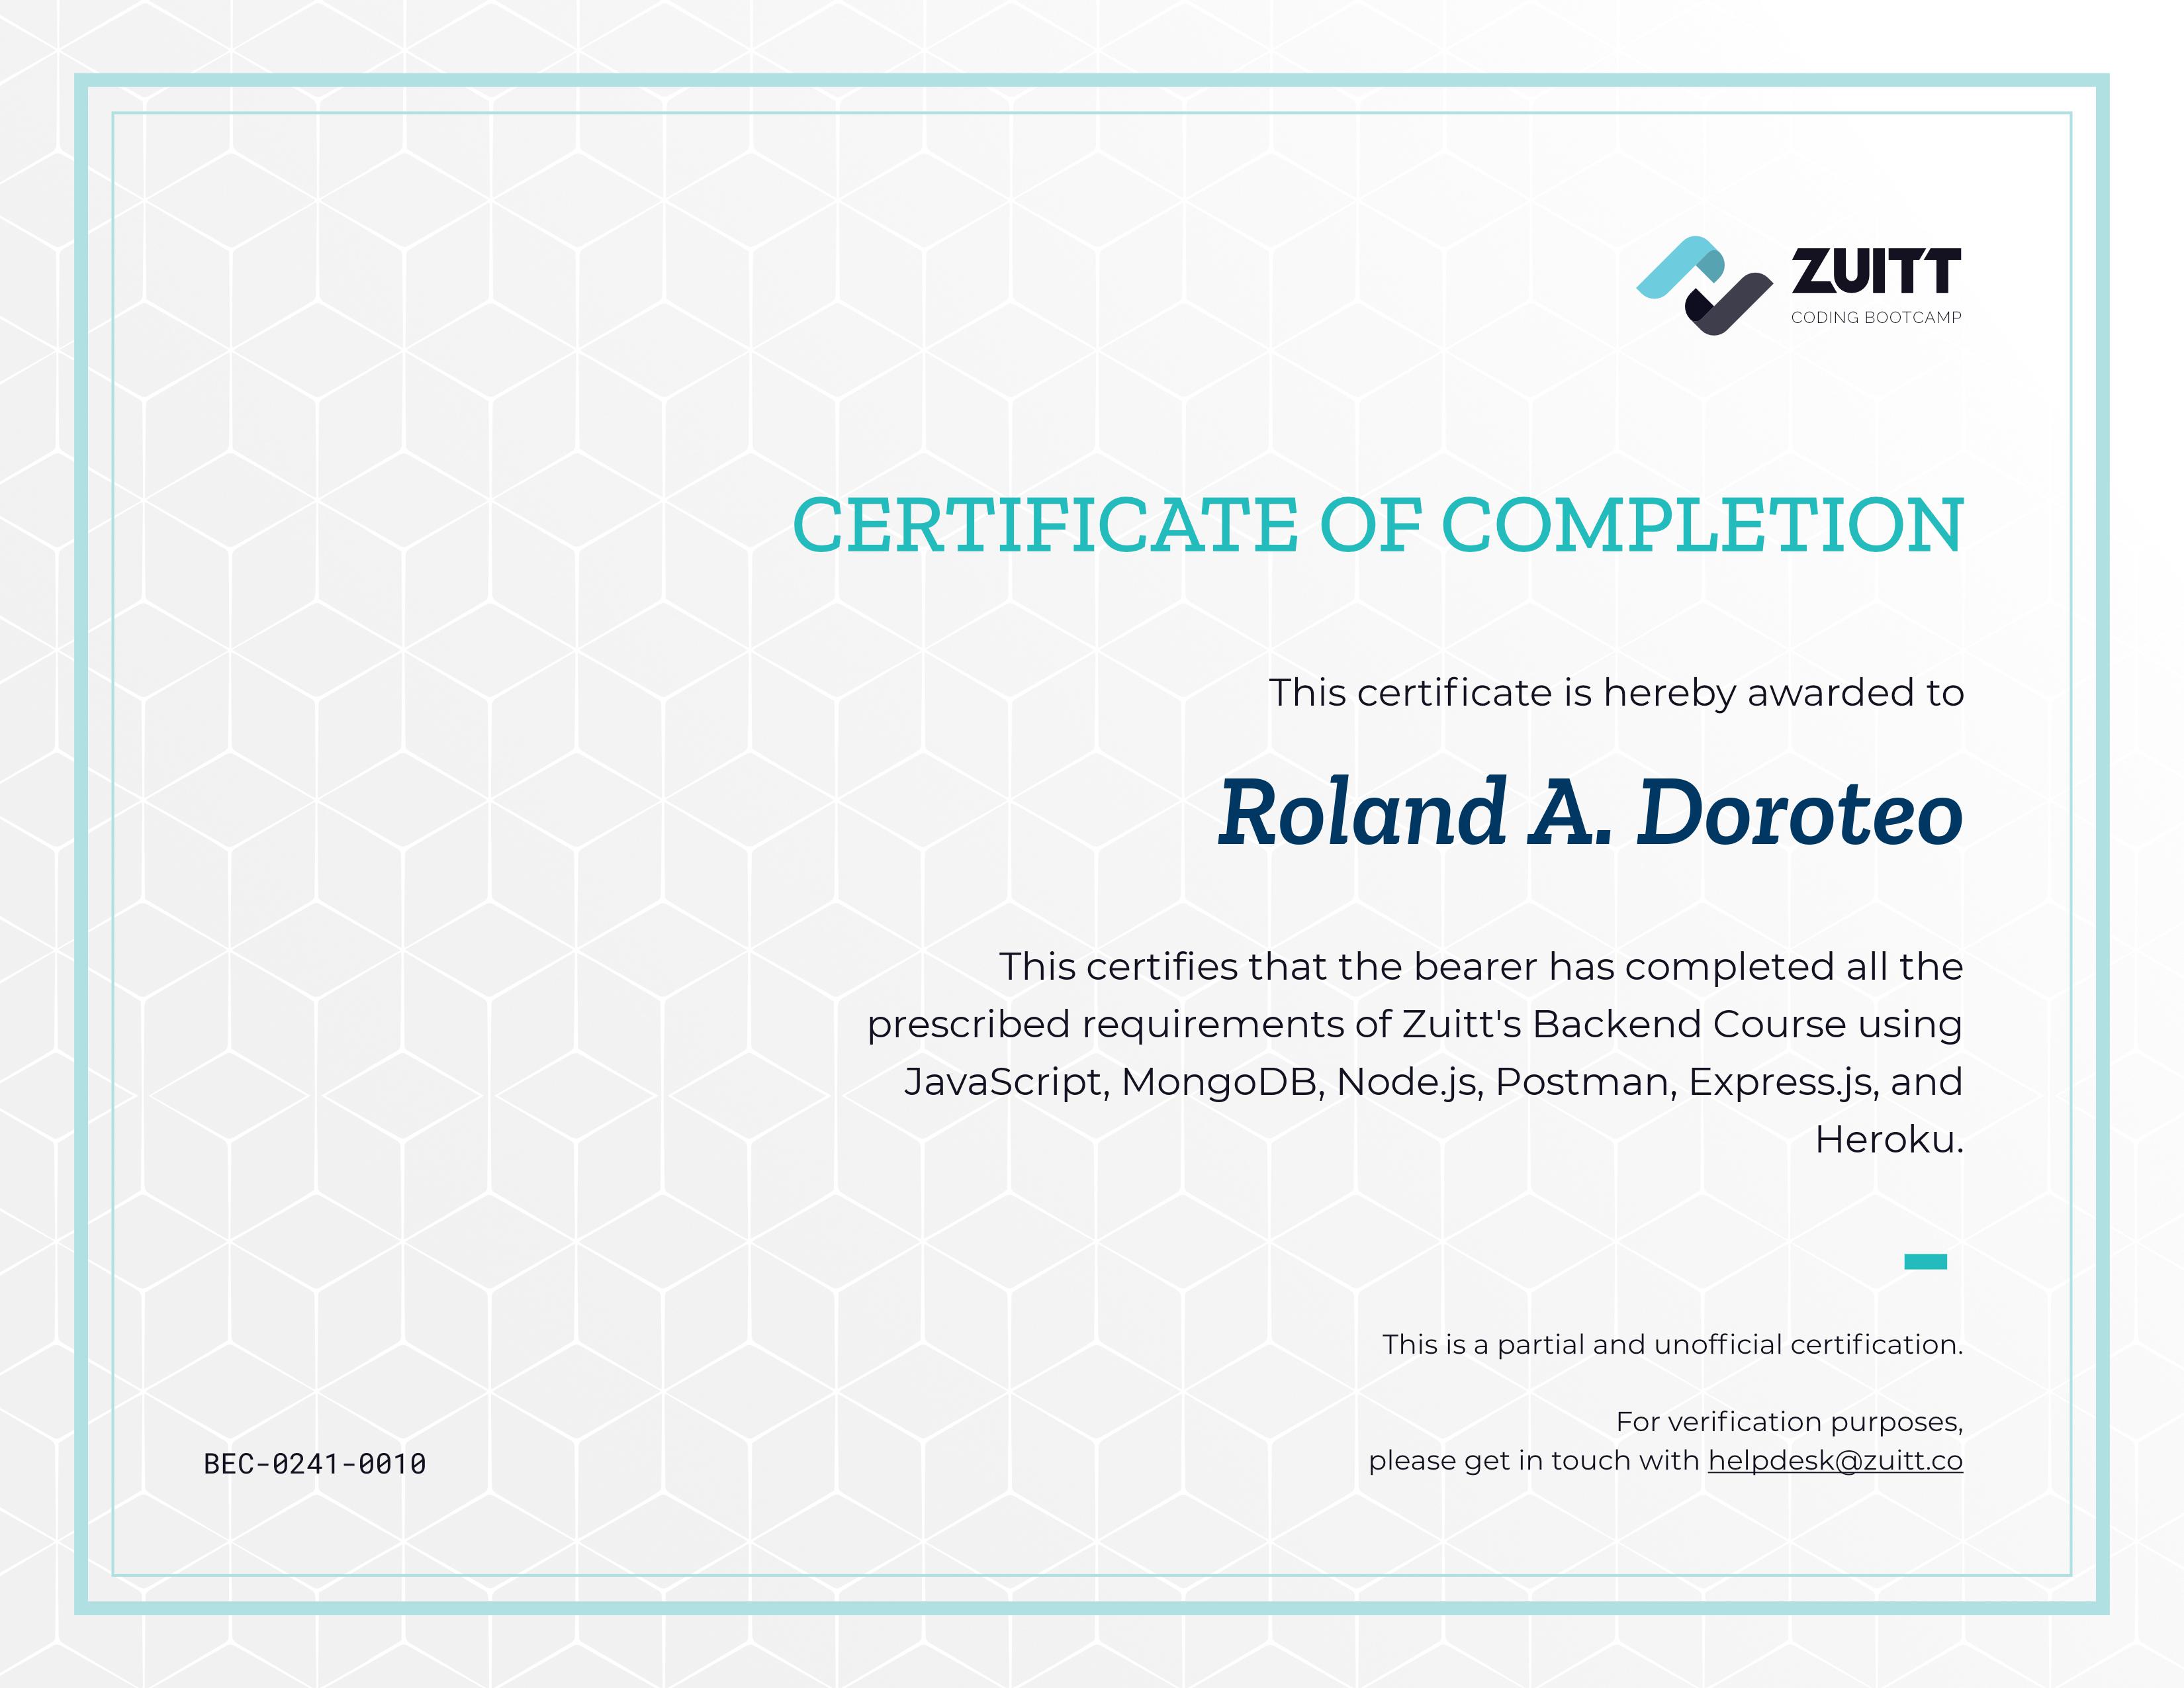 ZUITT
CODING BOOTCAMP
CERTIFICATE OF COMPLETION
This certificate is hereby awarded to
Roland A. Doroteo
This certifies that the bearer has completed all the
prescribed requirements of Zuitt's Backend Course using
JavaScript, MongoDB, Node.js, Postman, Express.js, and
Heroku.
This is a partial and unofficial certification.
For verification purposes,
please get in touch with helpdesk@zuitt.co
BEC-0241-0010